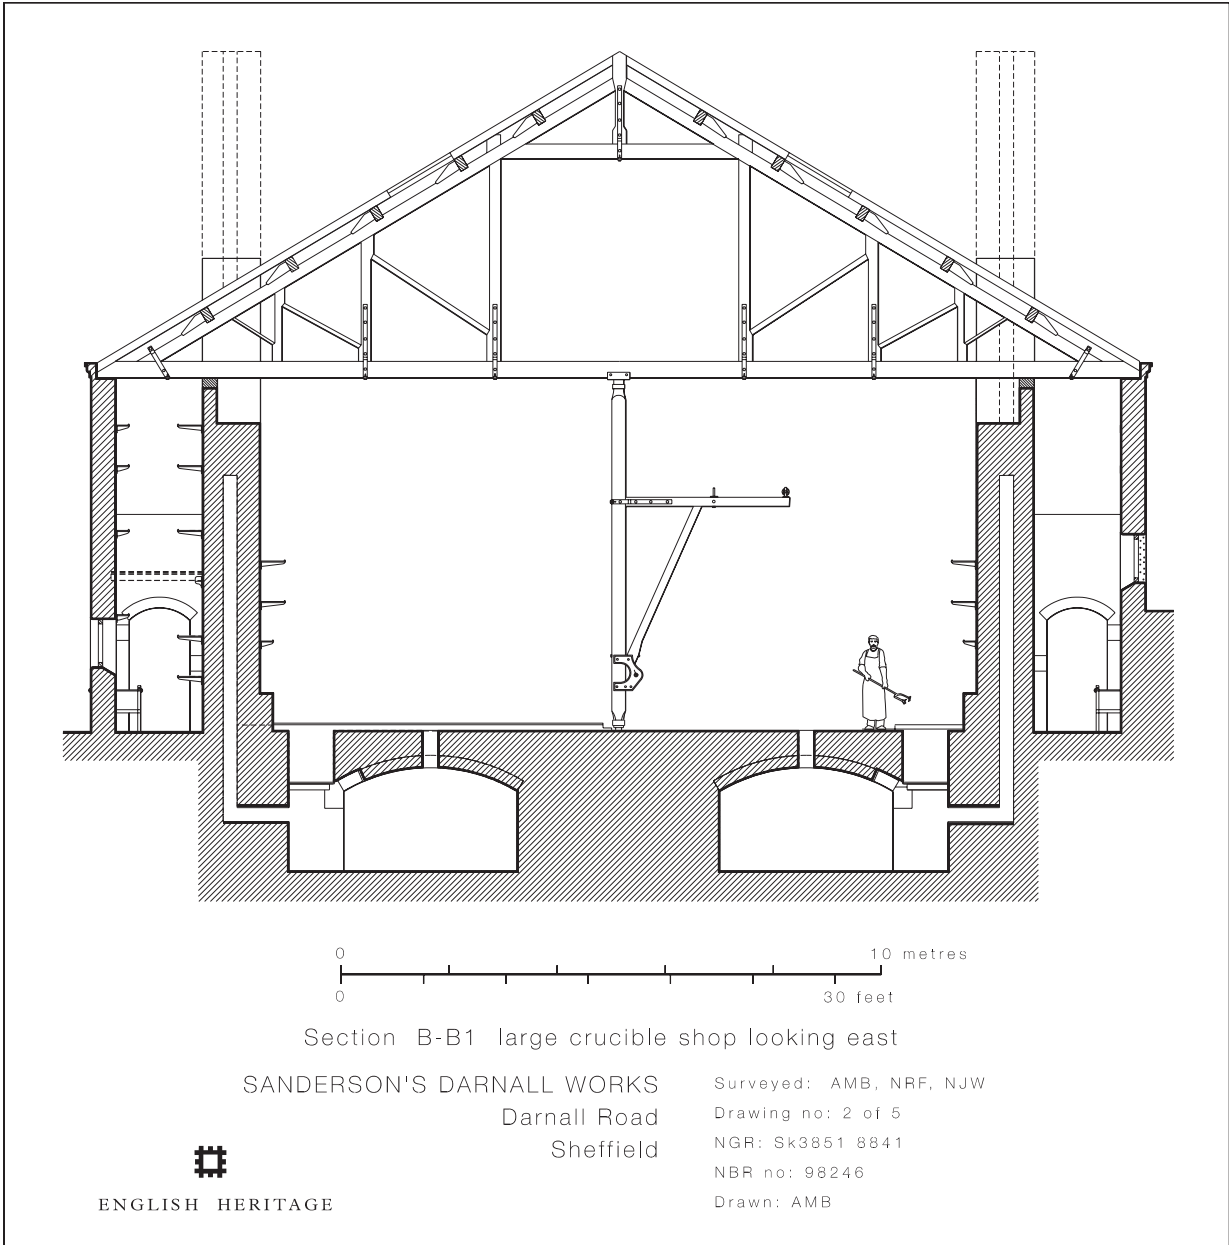 0 10 metres
0 30 feet
Section B-B1 large crucible shop looking east
SANDERSON'S DARNALL WORKS
Darnall Road
Sheffield
Surveyed: AMB, NRF, NJW
Drawing no: 2 of 5
NGR: Sk3851 8841
NBR no: 98246
Drawn: AMB
ENGLISH HERITAGE